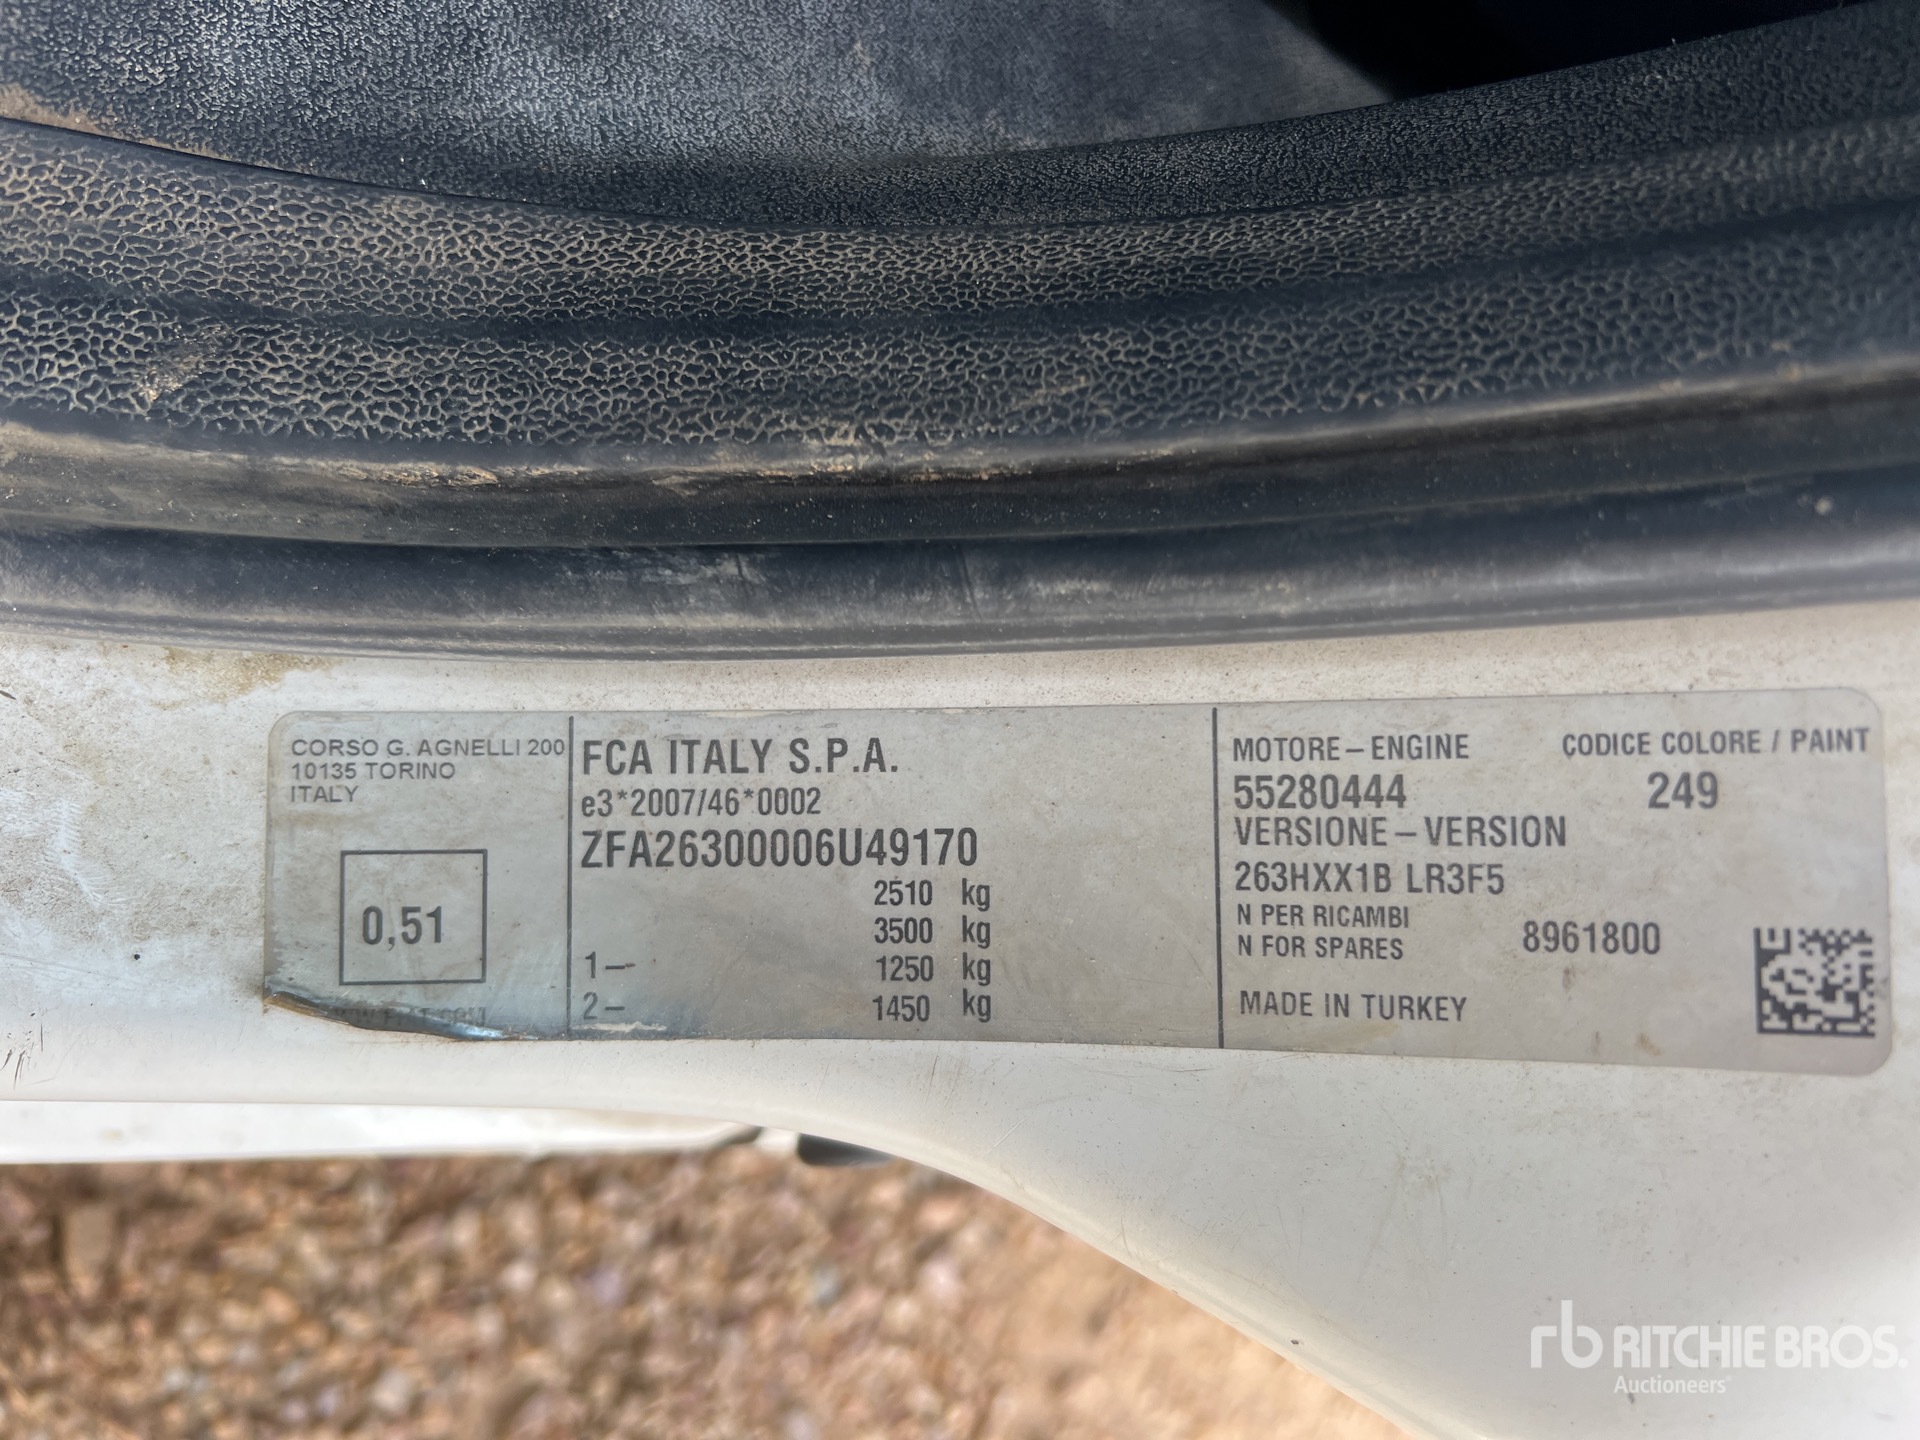 CORSO G. AGNELLI 200
10135 TORINO
ITALY
0,51
FCA ITALY S.P.A.
e3*2007/46*0002
ZFA26300006U49170
2510 kg
3500 kg
1- 1250 kg
2- 1450 kg
MOTORE-ENGINE
55280444
CODICE COLORE / PAINT
249
VERSIONE-VERSION
263HXX1B LR3F5
N PER RICAMBI
N FOR SPARES
8961800
MADE IN TURKEY
rb RITCHIE BROS.
Auctioneers